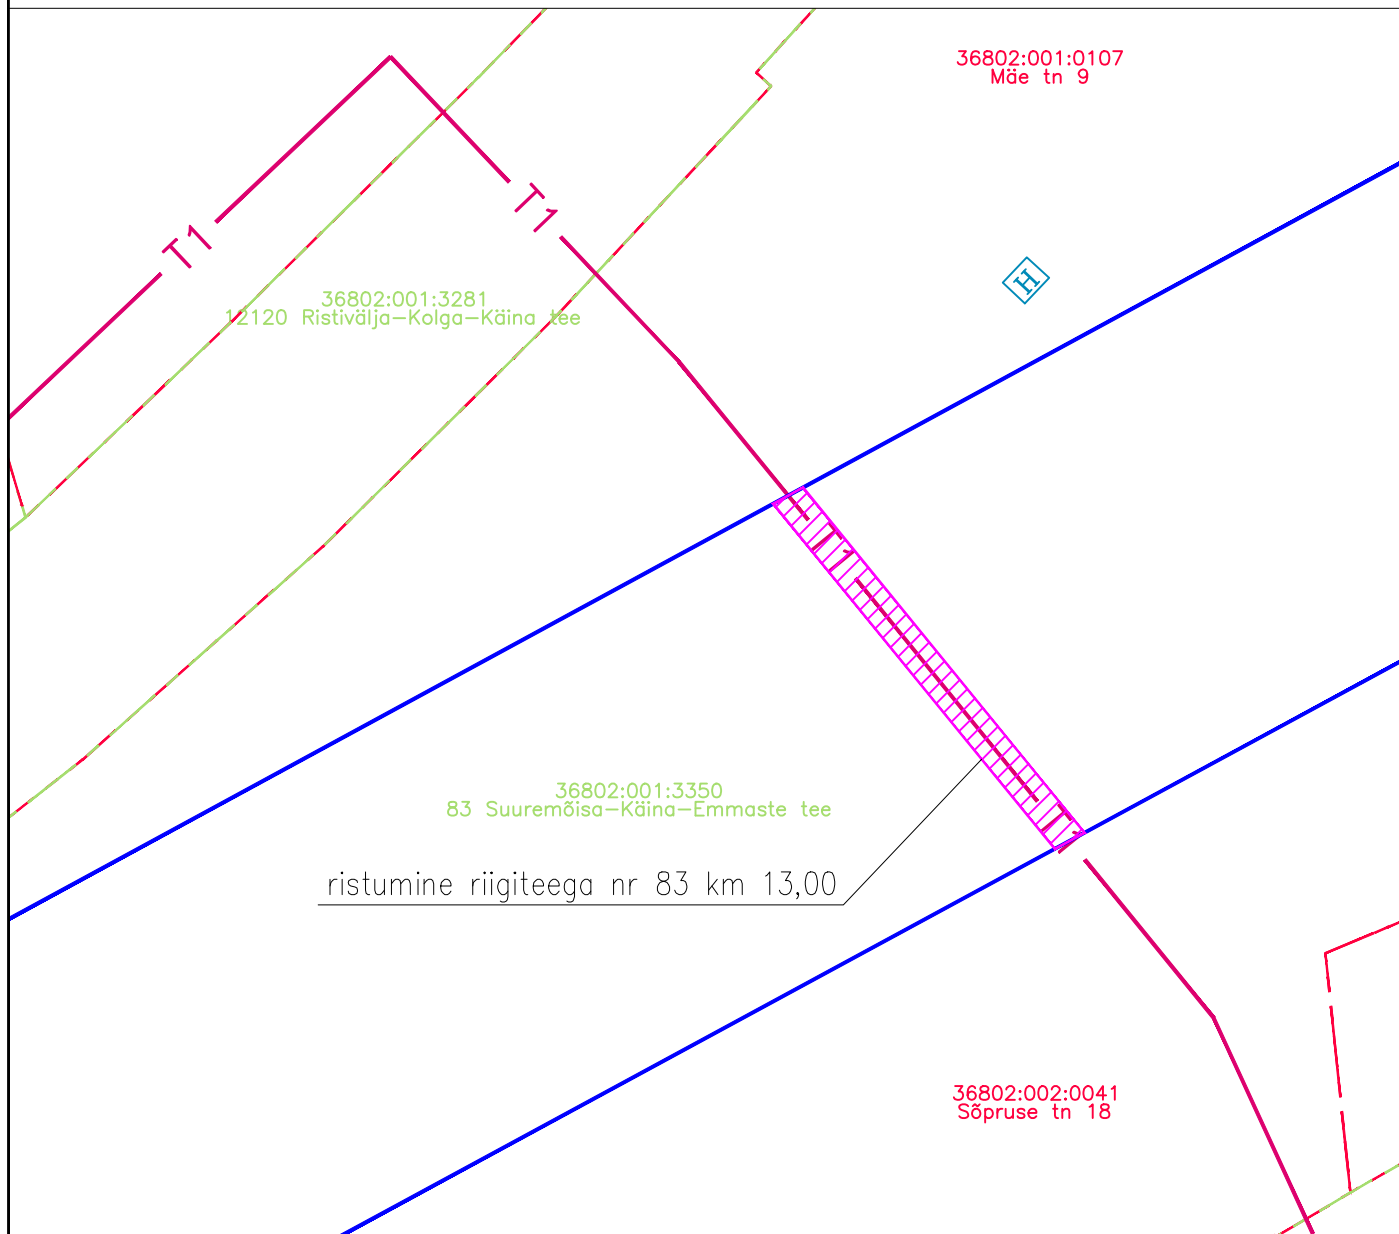 36802:001:0107
Mäe tn 9
T1
T1
H
36802:001:3281
12120 Ristivälja-Kolga-Käina tee
T1
36802:001:3350
83 Suuremõisa-Käina-Emmaste tee
T1
ristumine riigiteega nr 83 km 13,00
36802:002:0041
Sõpruse tn 18